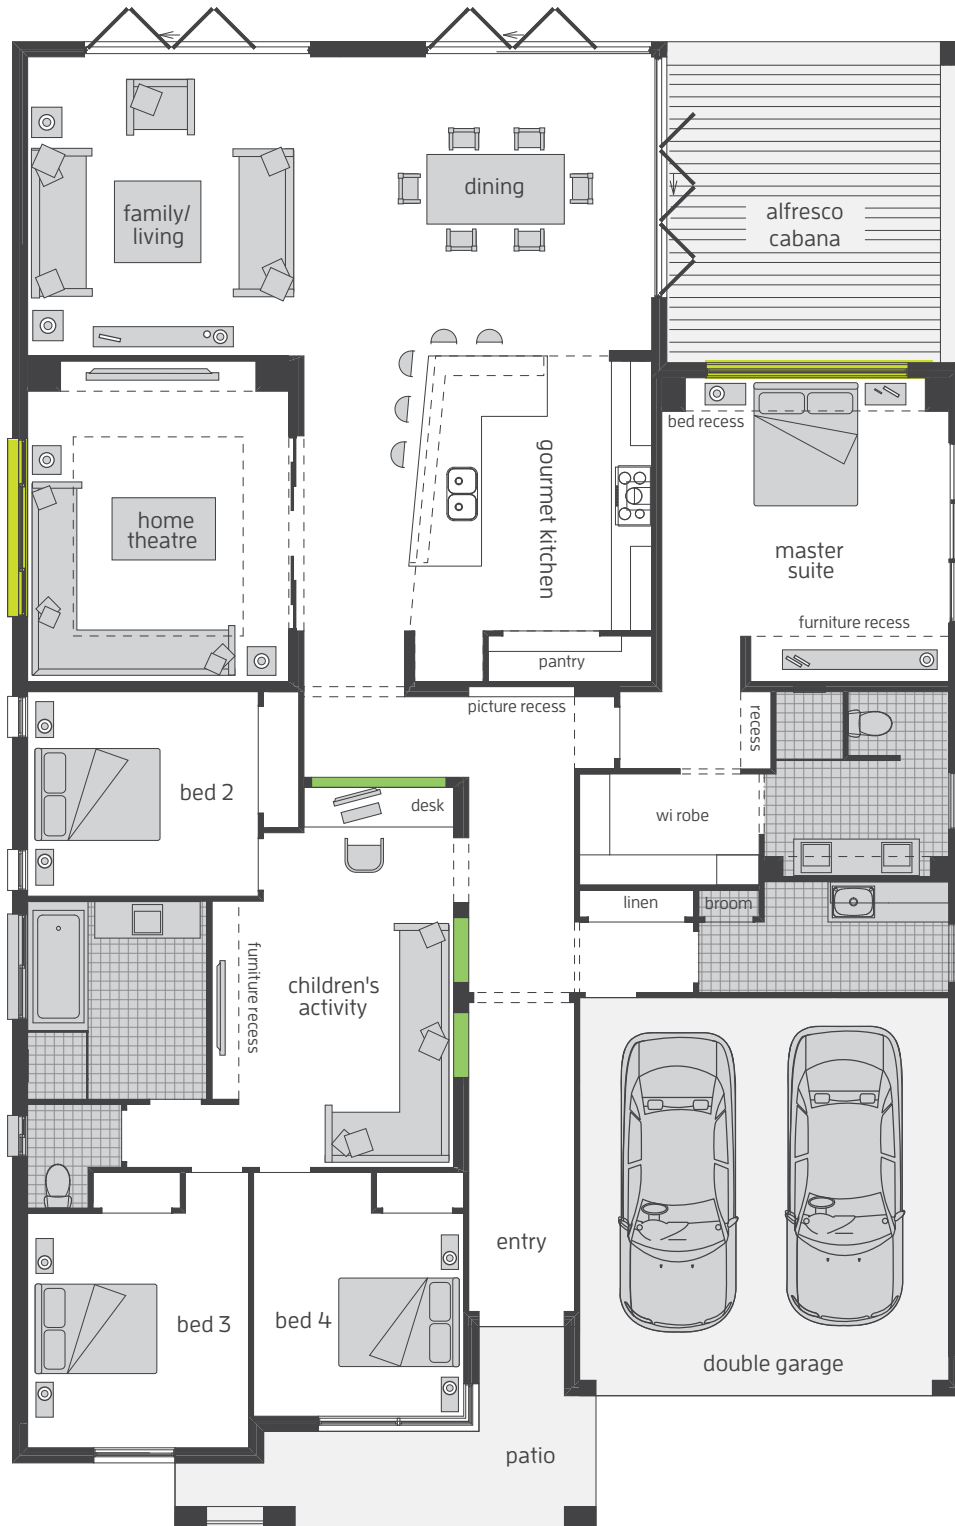 family/
living
dining
alfresco
cabana
bed recess
gourmet kitchen
home
theatre
master
suite
furniture recess
pantry
picture recess
recess
bed 2
desk
wi robe
linen
broom
furniture recess
children's
activity
entry
bed 3
bed 4
double garage
patio